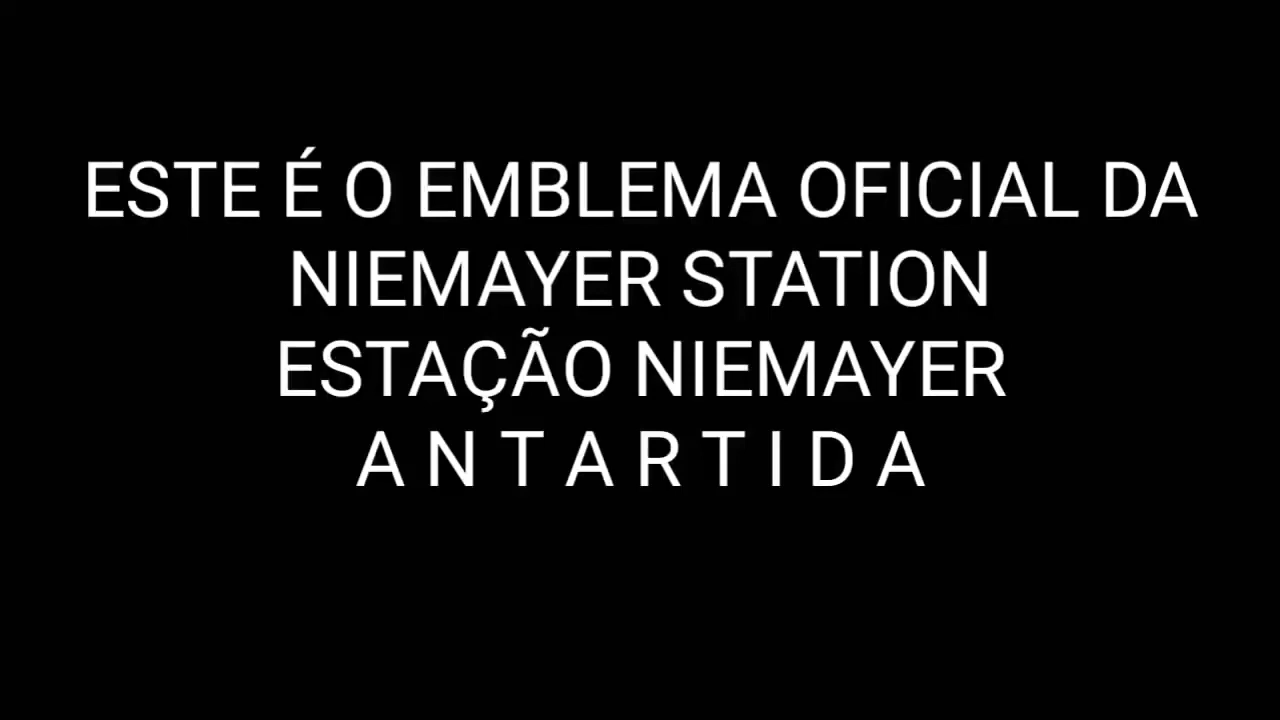 ESTE É O EMBLEMA OFICIAL DA
NIEMAYER STATION
ESTAÇÃO NIEMAYER
A N T A R T I D A